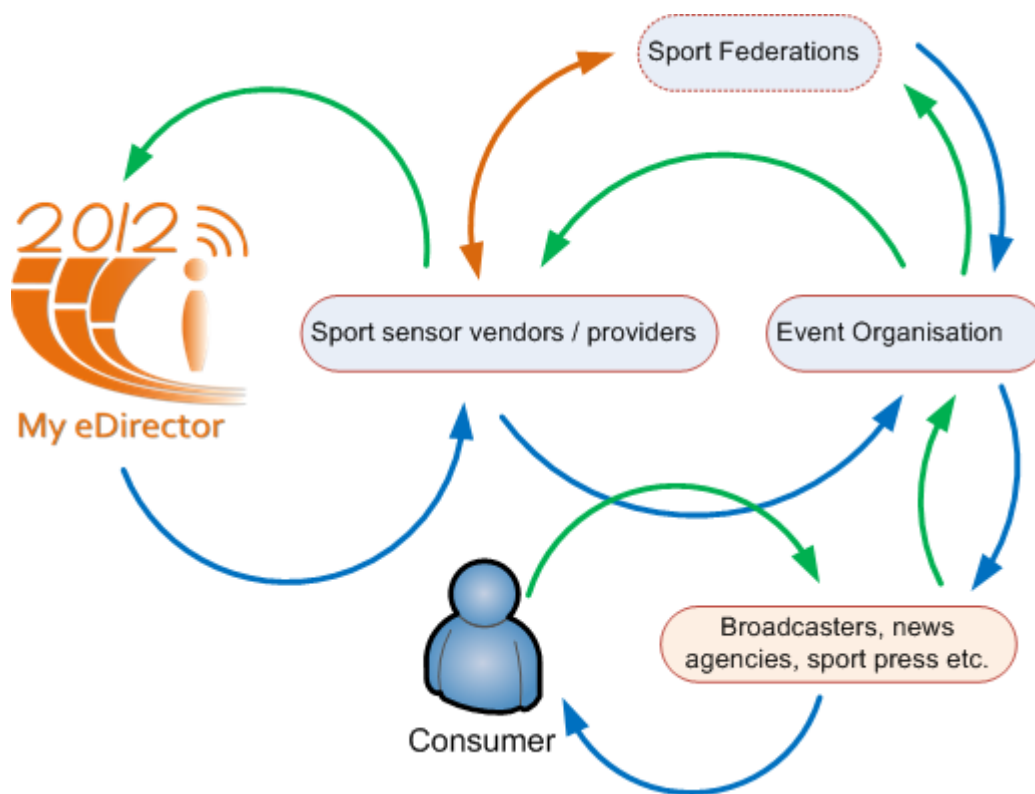 Sport Federations
2012
Sport sensor vendors / providers
Event Organisation
My eDirector
Broadcasters, news
agencies, sport press etc.
Consumer